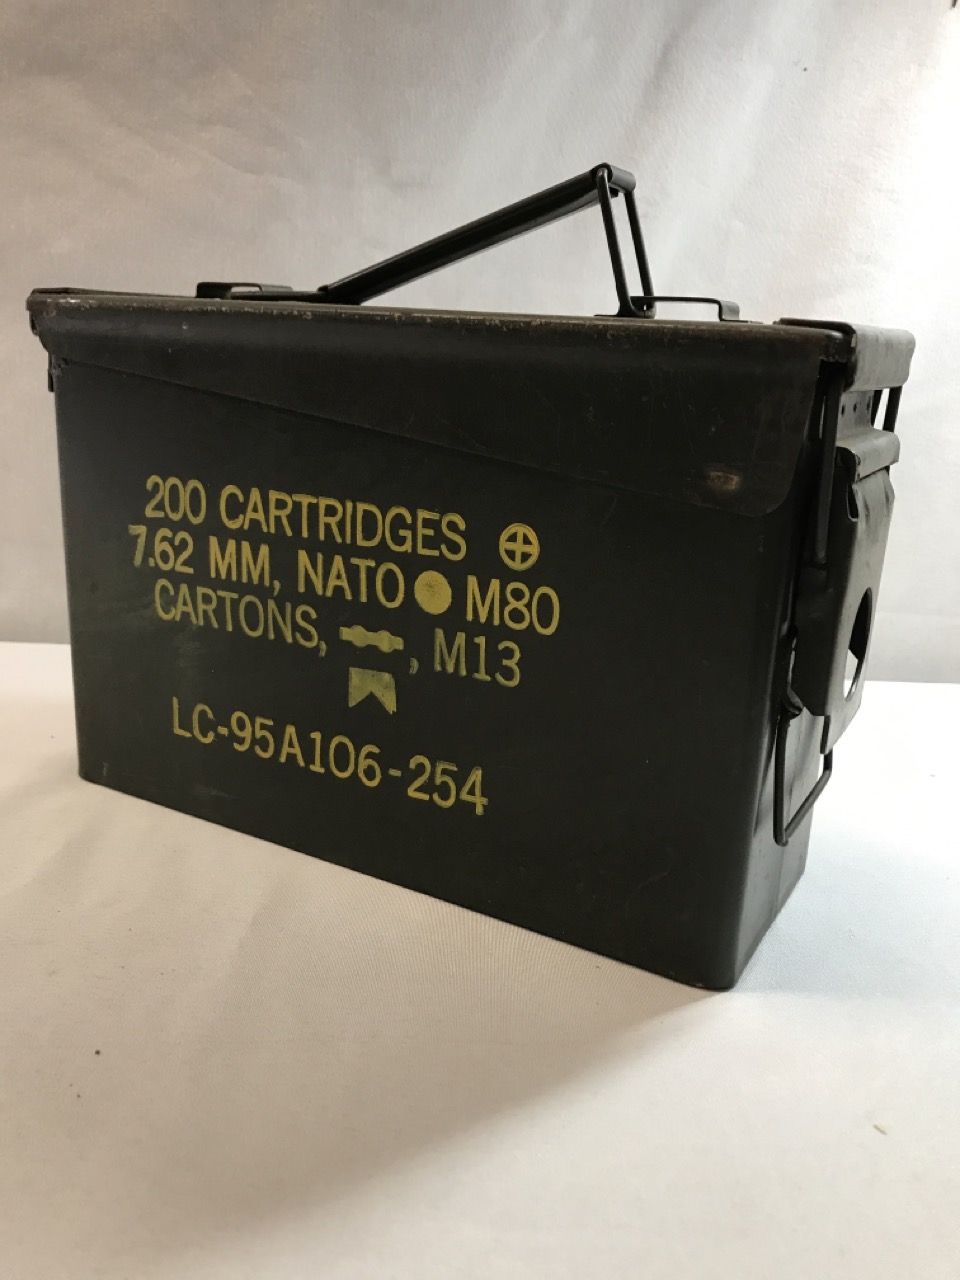 200 CARTRIDGES ⊕
7.62 MM, NATO ● M80
CARTONS, , M13
LC-95A106-254